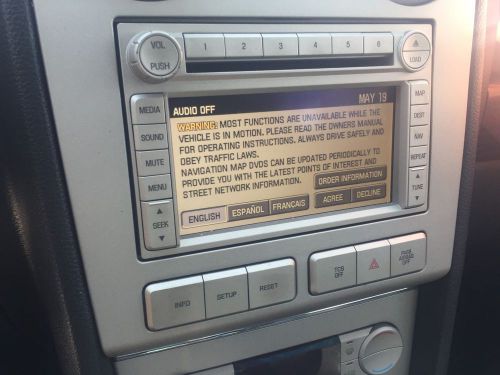 VOL
PUSH
1 2 3 4 5 6
LOAD
MEDIA
SOUND
MUTE
MENU
SEEK
MAP
DEST
NAV
REPEAT
TUNE
AUDIO OFF
MAY 19
WARNING: MOST FUNCTIONS ARE UNAVAILABLE WHILE THE
VEHICLE IS IN MOTION. PLEASE READ THE OWNERS MANUAL
FOR OPERATING INSTRUCTIONS. ALWAYS DRIVE SAFELY AND
OBEY TRAFFIC LAWS.
NAVIGATION MAP DVDS CAN BE UPDATED PERIODICALLY TO
PROVIDE YOU WITH THE LATEST POINTS OF INTEREST AND
STREET NETWORK INFORMATION.
ORDER INFORMATION
ENGLISH ESPAÑOL FRANCAIS AGREE DECLINE
INFO SETUP RESET
TCS
OFF
PASS
AIRBAG
OFF